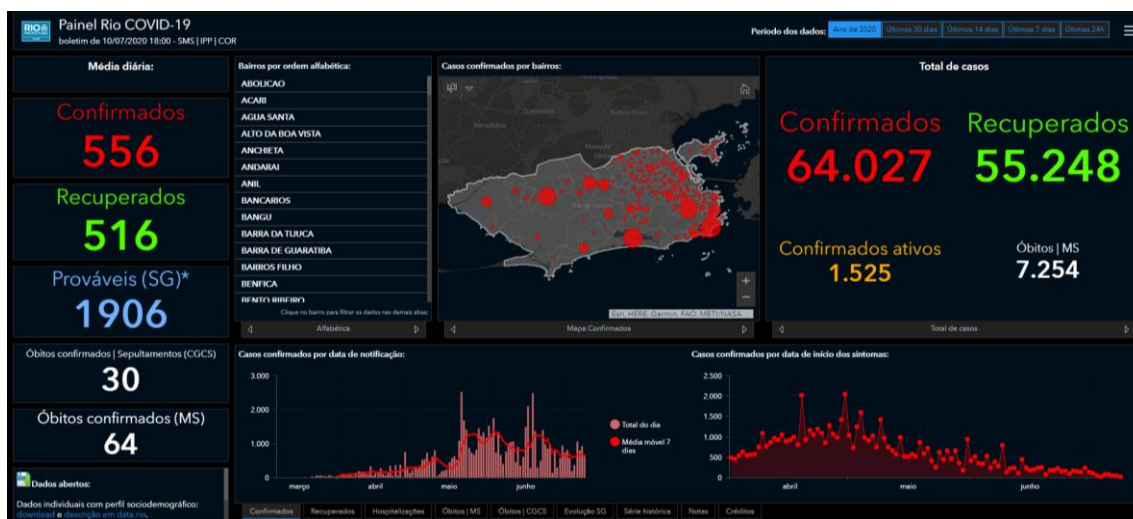 RIO
PREFEITURA
Painel Rio COVID-19
boletim de 10/07/2020 18:00 - SMS | IPP | COR
Período dos dados:
Ano de 2020
Últimos 30 dias
Últimos 14 dias
Últimos 7 dias
Últimas 24h
Média diária:
Confirmados
556
Recuperados
516
Prováveis (SG)*
1906
Óbitos confirmados | Sepultamentos (CGCS)
30
Óbitos confirmados (MS)
64
Dados abertos:
Dados individuais com perfil sociodemográfico:
download e descrição em data.rio.
Bairros por ordem alfabética:
ABOLICAO
ACARI
AGUA SANTA
ALTO DA BOA VISTA
ANCHIETA
ANDARAI
ANIL
BANCARIOS
BANGU
BARRA DA TIJUCA
BARRA DE GUARATIBA
BARROS FILHO
BENFICA
BENTO RIBEIRO
Clique no bairro para filtrar os dados nas demais abas:
Alfabética
Casos confirmados por bairros:
Esri, HERE, Garmin, FAO, METI/NASA...
Mapa Confirmados
Total de casos
Confirmados
64.027
Recuperados
55.248
Confirmados ativos
1.525
Óbitos | MS
7.254
Total de casos
Casos confirmados por data de notificação:
3.000
2.000
1.000
0
março
abril
maio
junho
Total do dia
Média móvel 7
dias
Casos confirmados por data de início dos sintomas:
2.500
2.000
1.500
1.000
500
0
abril
maio
junho
Confirmados
Recuperados
Hospitalizações
Óbitos | MS
Óbitos | CGCS
Evolução SG
Série histórica
Notas
Créditos